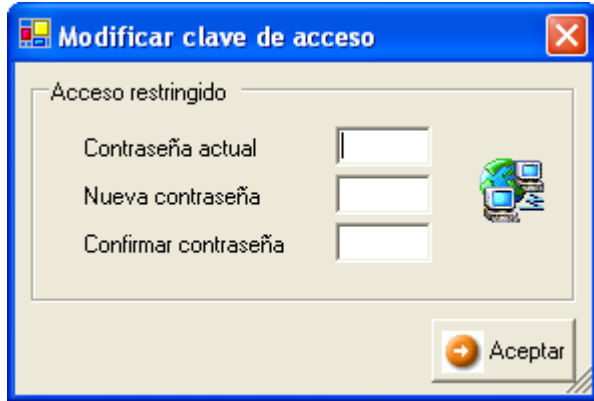 Modificar clave de acceso
Acceso restringido
Contraseña actual
Nueva contraseña
Confirmar contraseña
Aceptar